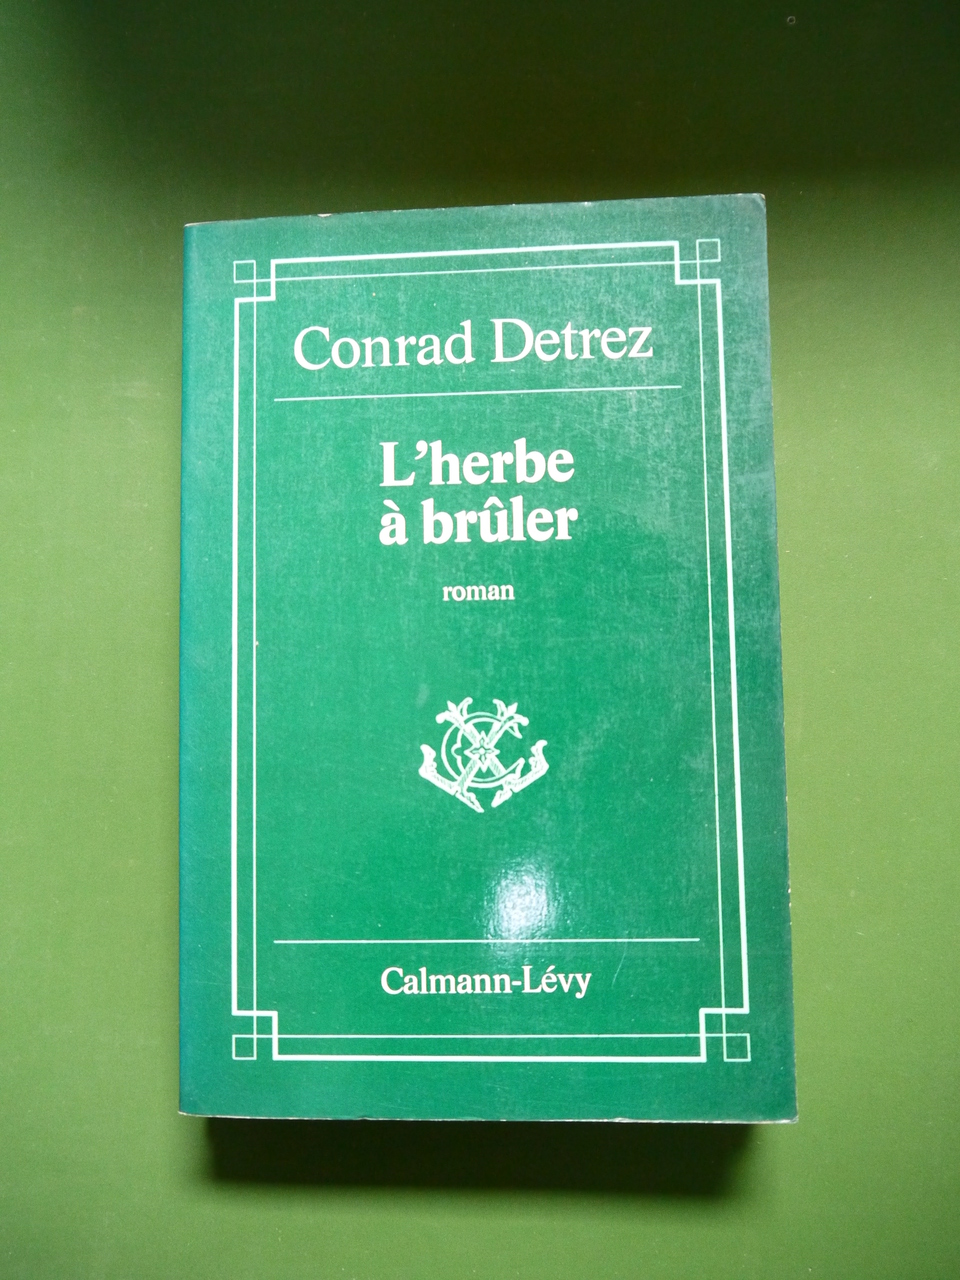 Conrad Detrez
L'herbe
à brûler
roman
Calmann-Lévy